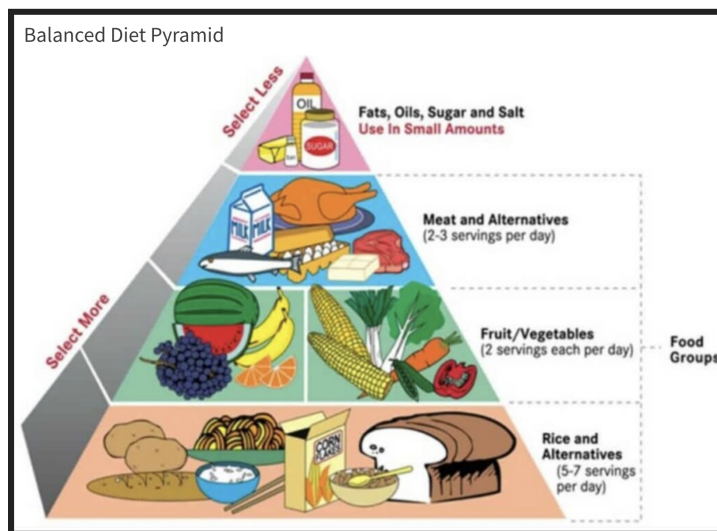 Balanced Diet Pyramid
Select Less
OIL
SUGAR
Fats, Oils, Sugar and Salt
Use In Small Amounts
MILK MILK
Meat and Alternatives
(2-3 servings per day)
Select More
Fruit/Vegetables
(2 servings each per day)
Food
Groups
CORN
FLAKES
Rice and
Alternatives
(5-7 servings
per day)